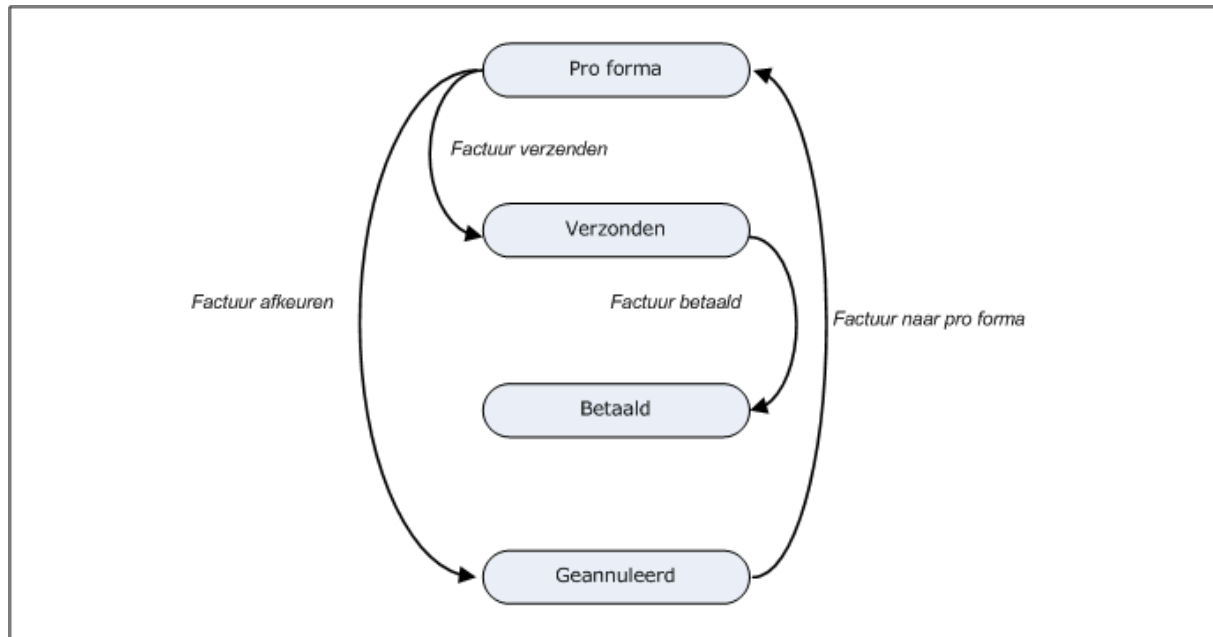 Pro forma
Factuur verzenden
Verzonden
Factuur afkeuren
Factuur betaald
Factuur naar pro forma
Betaald
Geannuleerd